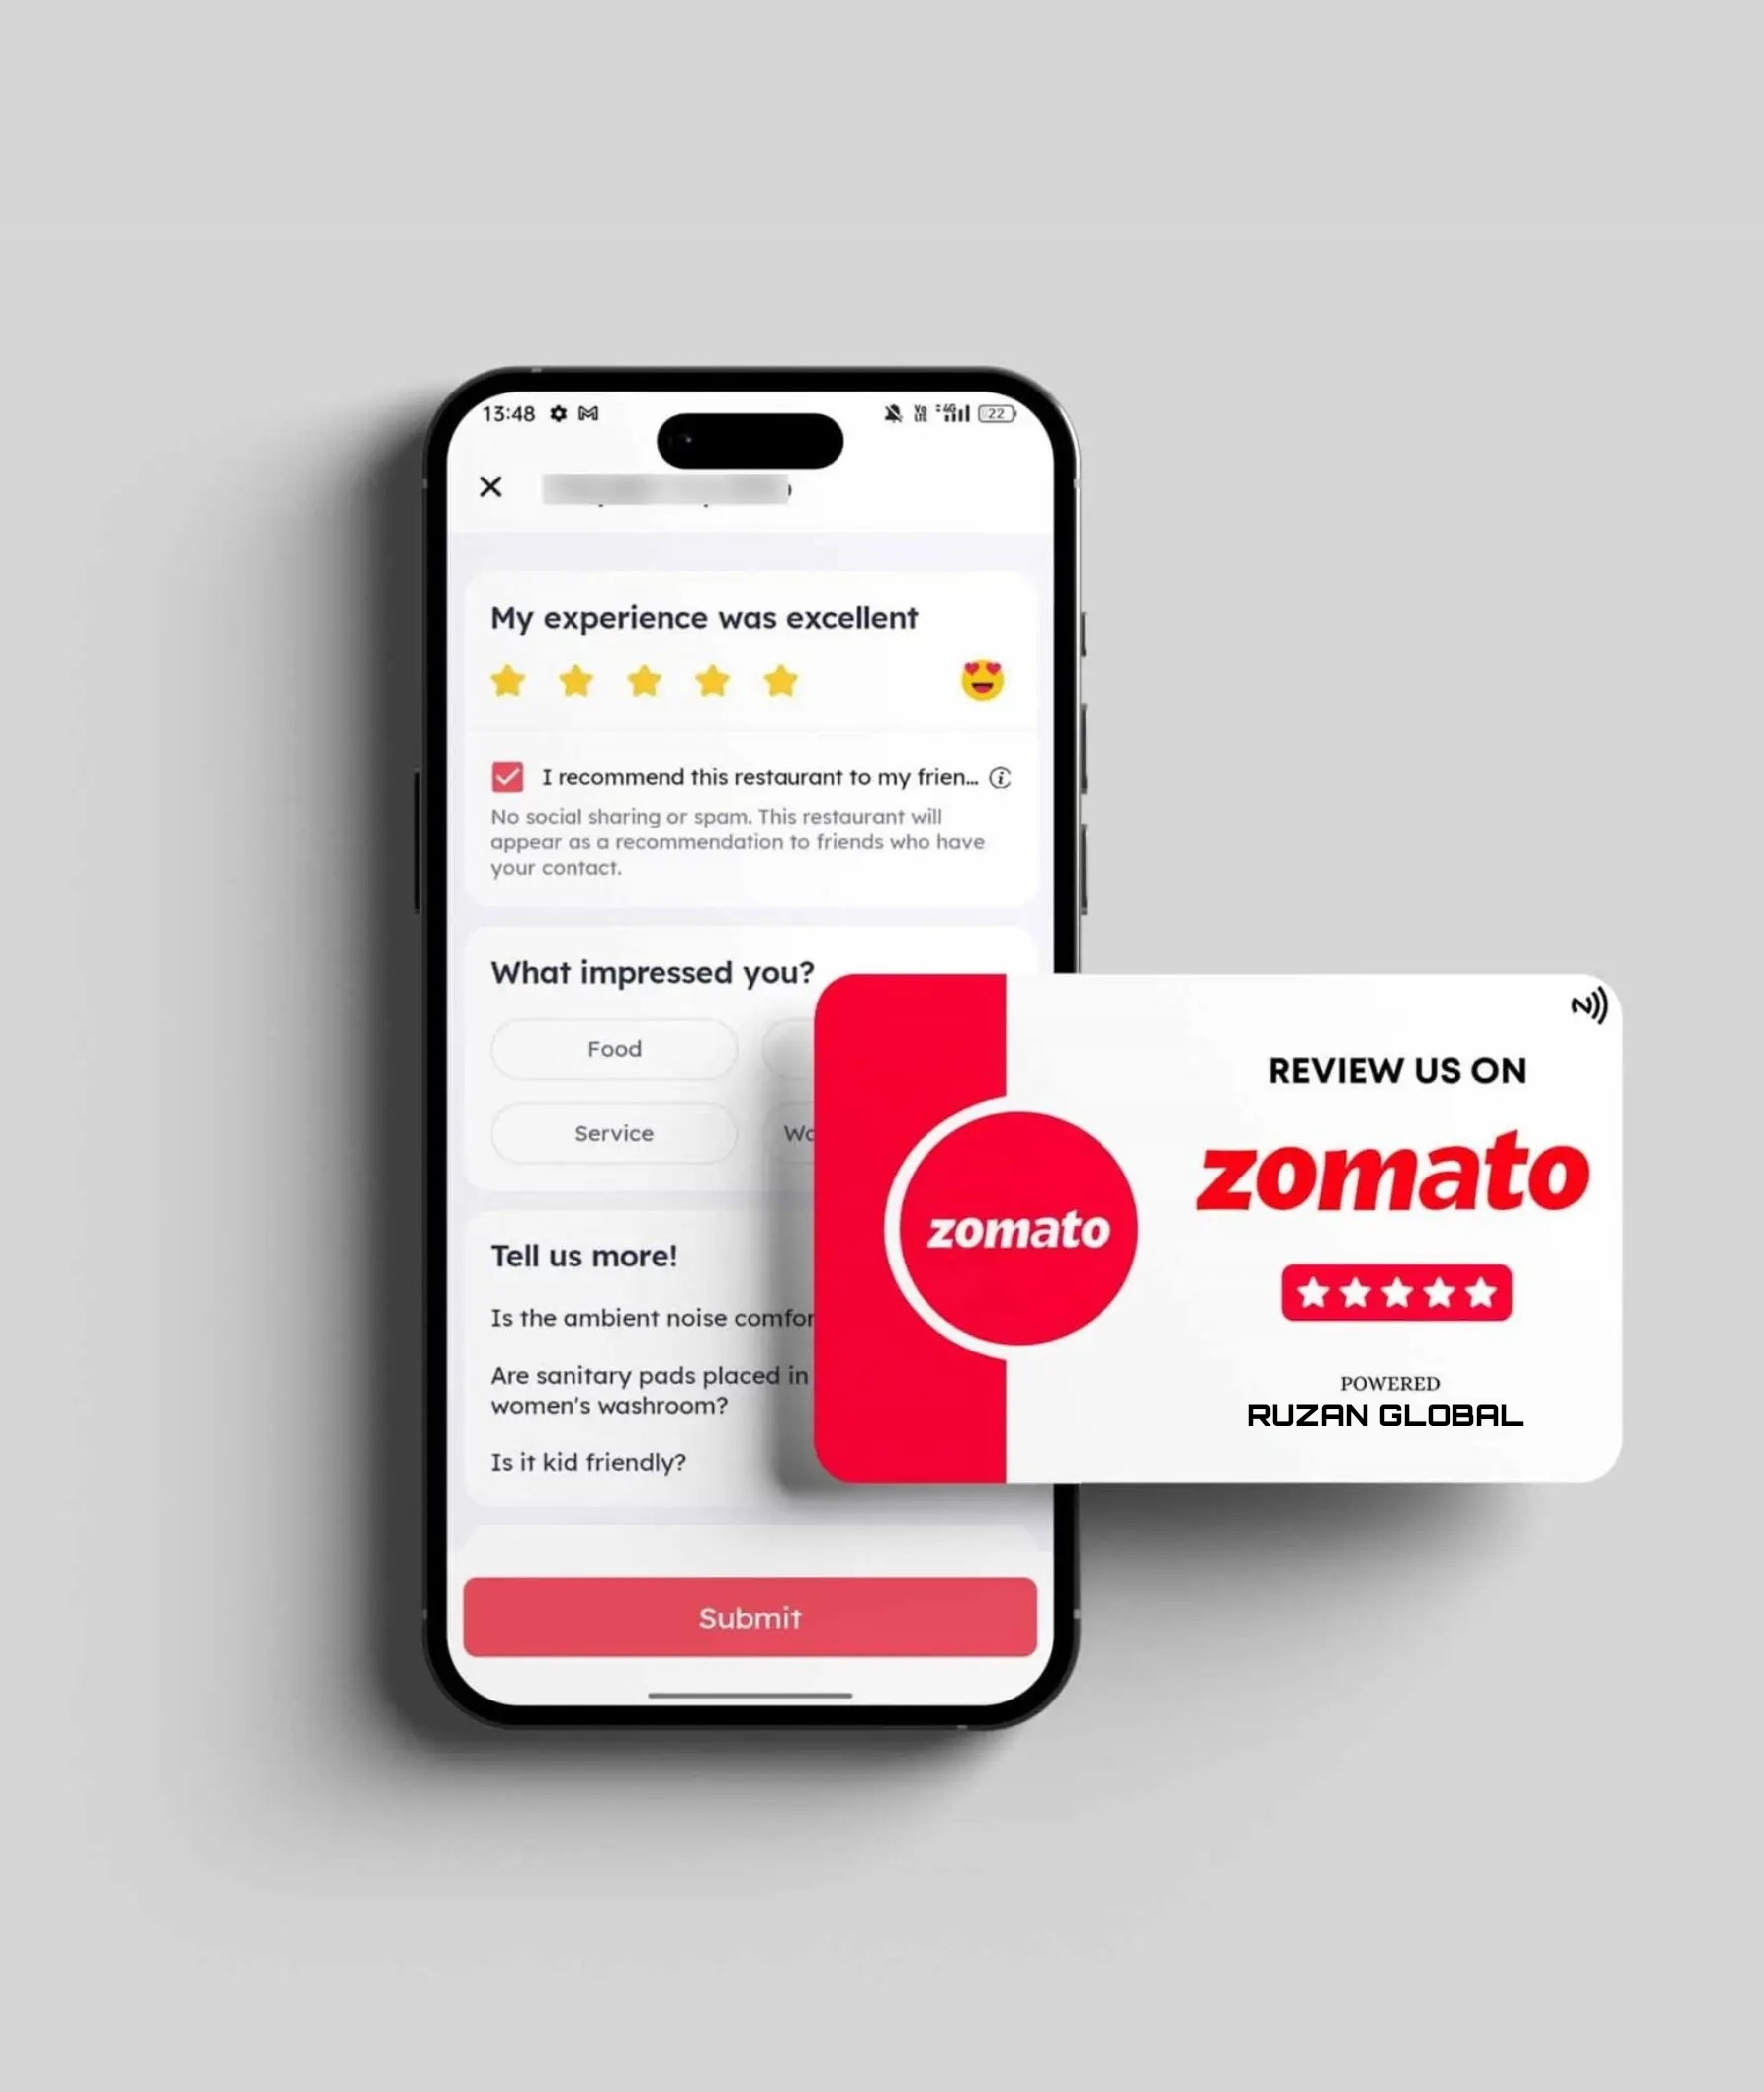 13:48
22
My experience was excellent
I recommend this restaurant to my frien...
No social sharing or spam. This restaurant will
appear as a recommendation to friends who have
your contact.
What impressed you?
Food
Service
Tell us more!
Is the ambient noise comfor
Are sanitary pads placed in
women's washroom?
Is it kid friendly?
Submit
REVIEW US ON
zomato
zomato
POWERED
RUZAN GLOBAL